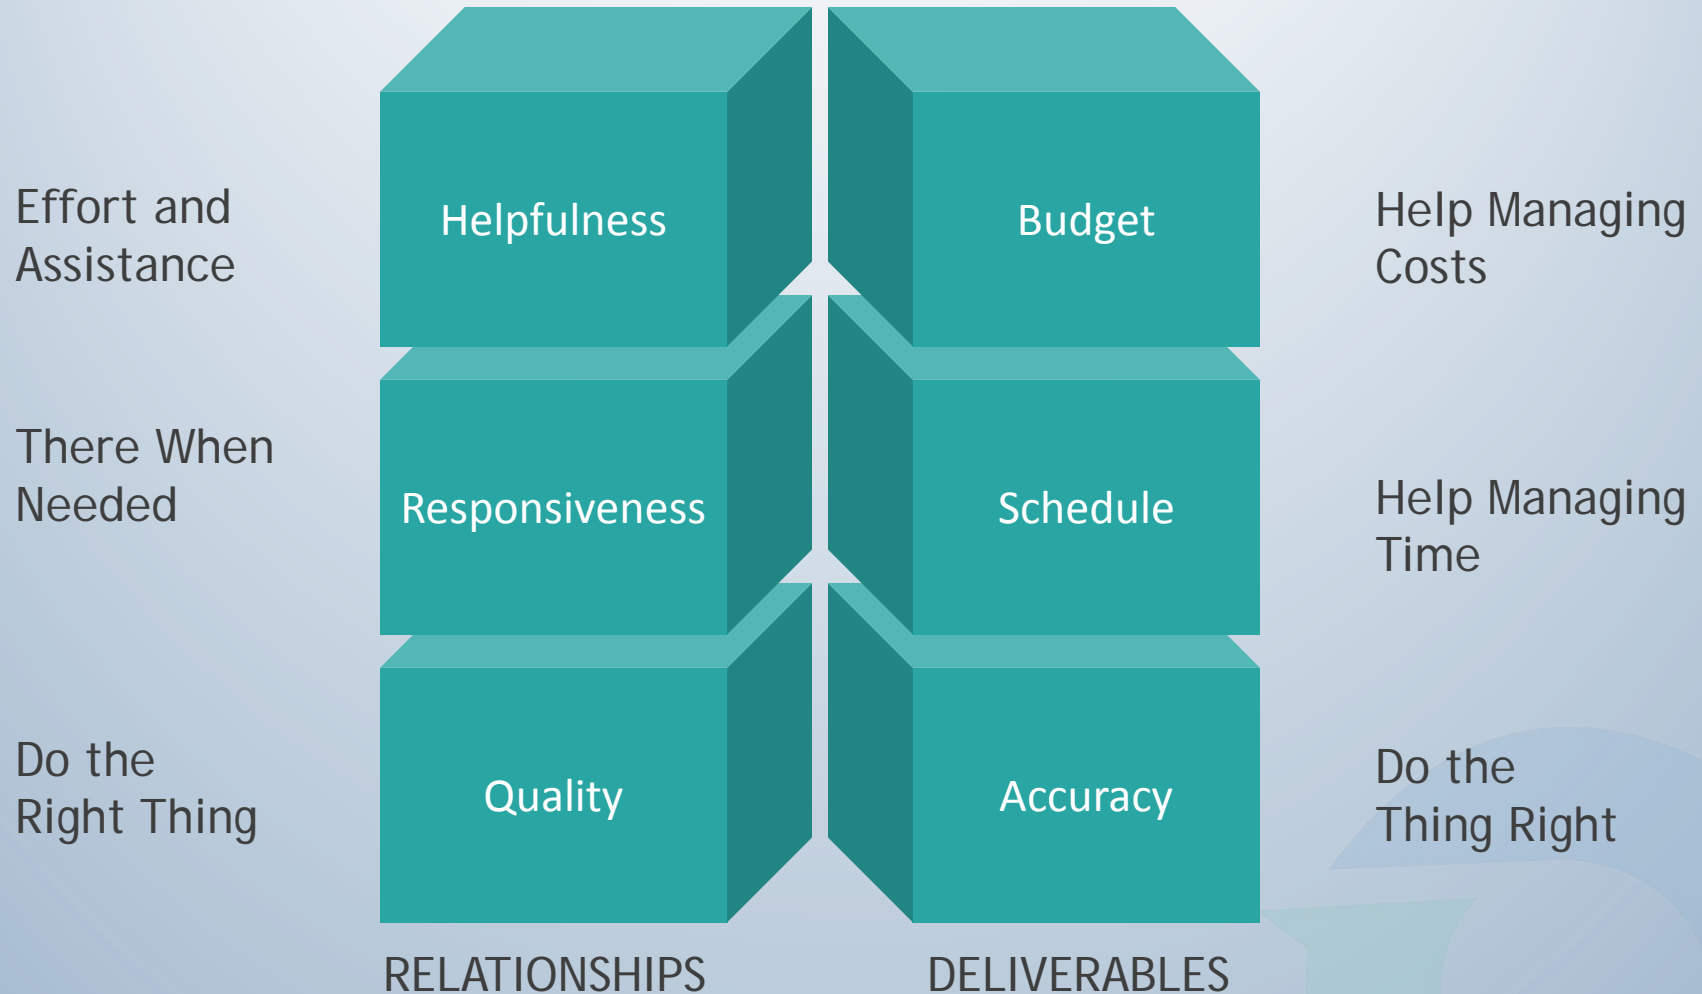 Effort and
Assistance
Helpfulness
Budget
Help Managing
Costs
There When
Needed
Responsiveness
Schedule
Help Managing
Time
Do the
Right Thing
Quality
Accuracy
Do the
Thing Right
RELATIONSHIPS
DELIVERABLES